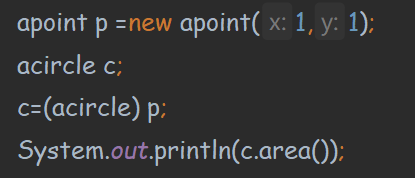 apoint p =new apoint( x: 1, y: 1);
acircle c;
c=(acircle) p;
System.out.println(c.area());